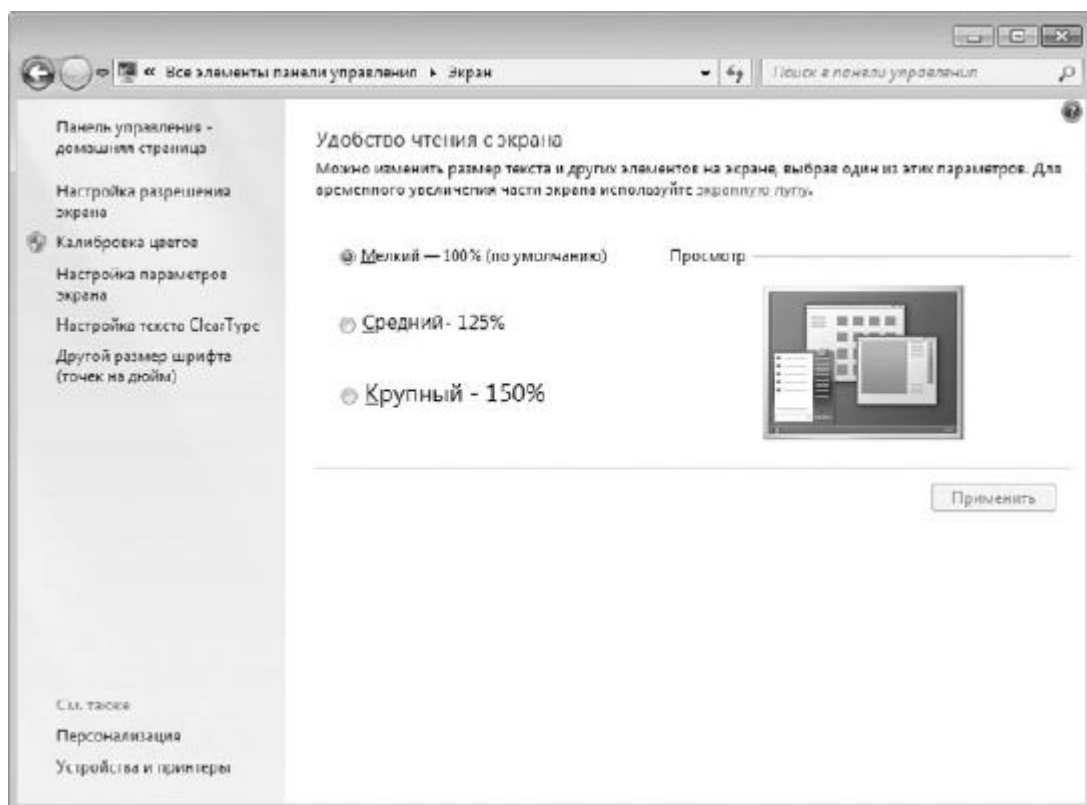 « Все элементы панели управления ▸ Экран
Поиск в панели управления
Панель управления -
домашняя страница
Настройка разрешения
экрана
Калибровка цветов
Настройка параметров
экрана
Настройка текста ClearType
Другой размер шрифта
(точек на дюйм)
См. также
Персонализация
Устройства и принтеры
Удобство чтения с экрана
Можно изменить размер текста и других элементов на экране, выбрав один из этих параметров. Для
временного увеличения части экрана используйте экранную лупу.
Мелкий — 100% (по умолчанию)
Просмотр
Средний- 125%
Крупный - 150%
Применить